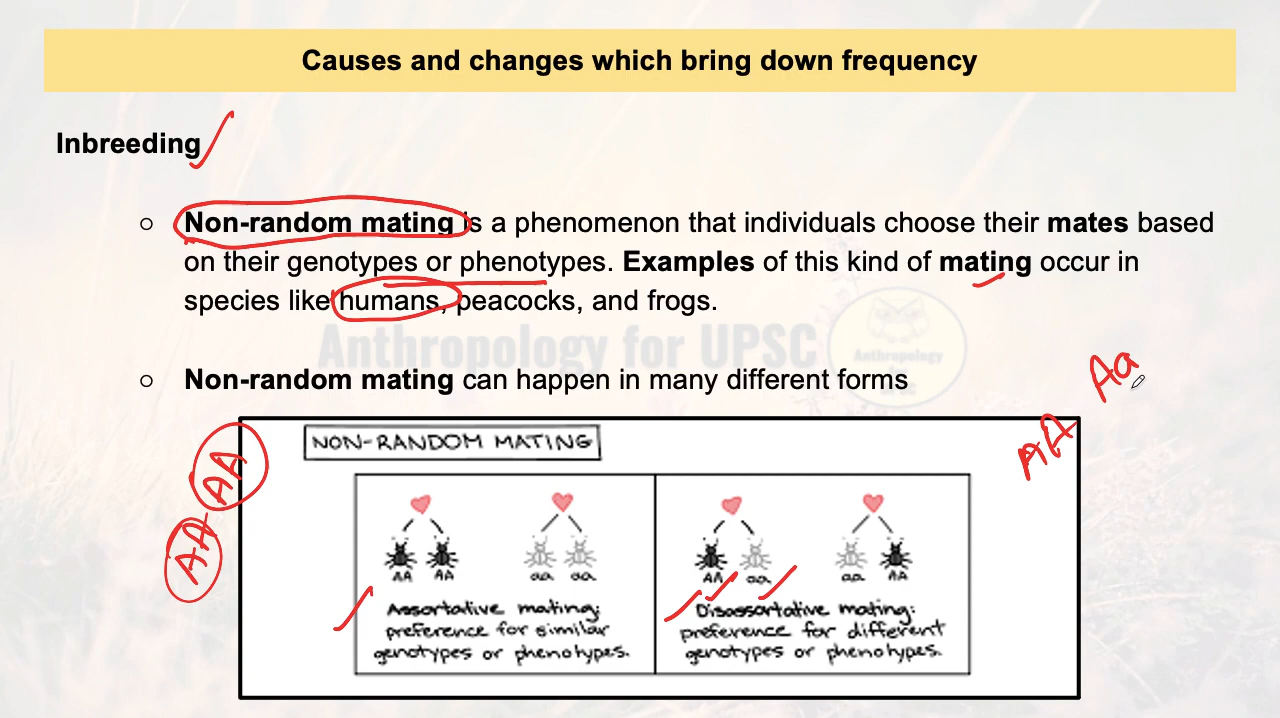 Causes and changes which bring down frequency
Inbreeding
○ Non-random mating is a phenomenon that individuals choose their mates based
on their genotypes or phenotypes. Examples of this kind of mating occur in
species like humans, peacocks, and frogs.
Anthropology for UPSC
Anthropology
○ Non-random mating can happen in many different forms
Aa
AA
AA
AA
NON-RANDOM MATING
AA AA aa aa
AA aa aa AA
Assortative mating:
preference for similar
genotypes or phenotypes.
Disassortative mating:
preference for different
genotypes or phenotypes.